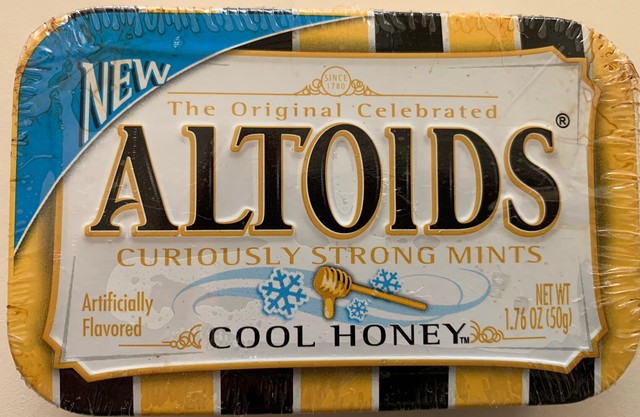 NEW
SINCE
1780
The Original Celebrated
ALTOIDS®
CURIOUSLY STRONG MINTS
Artificially
Flavored
NET WT
1.76 OZ (50g)
COOL HONEY™